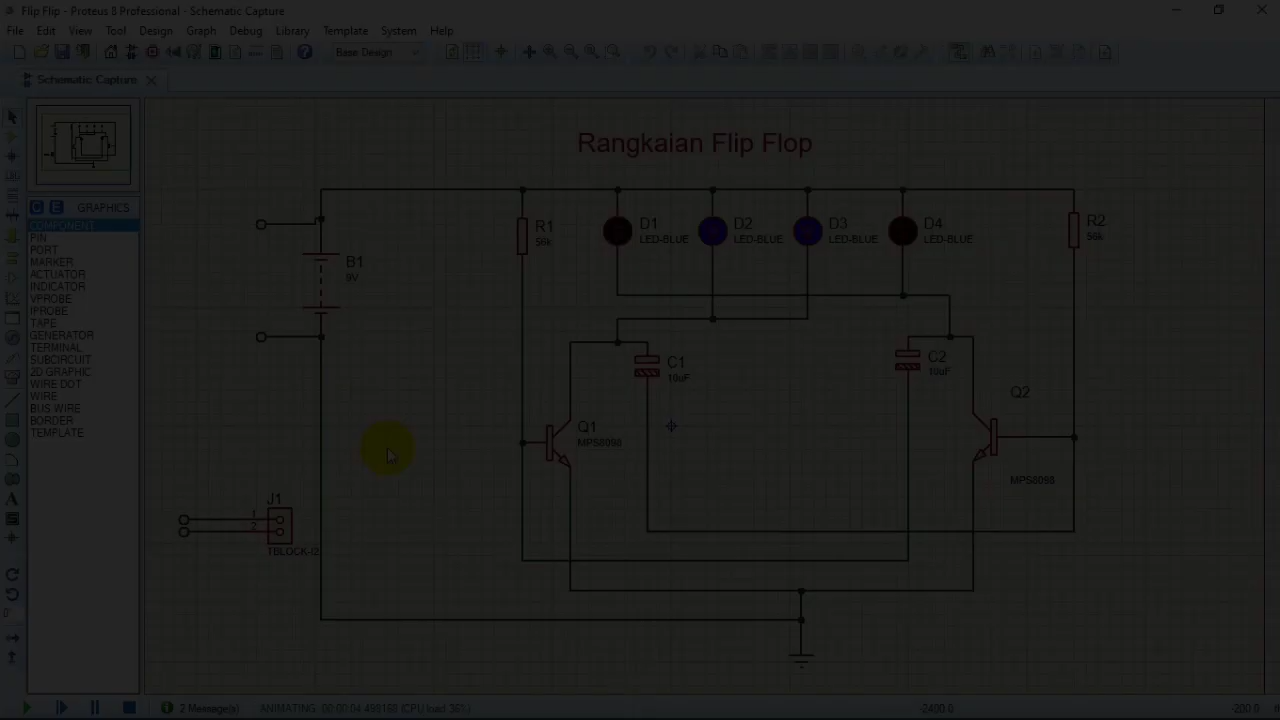 Flip Flip - Proteus 8 Professional - Schematic Capture
File Edit View Tool Design Graph Debug Library Template System Help
Base Design
Schematic Capture
Rangkaian Flip Flop
C E GRAPHICS
COMPONENT
PIN
PORT
MARKER
ACTUATOR
INDICATOR
VPROBE
IPROBE
TAPE
GENERATOR
TERMINAL
SUBCIRCUIT
2D GRAPHIC
WIRE DOT
WIRE
BUS WIRE
BORDER
TEMPLATE
R1
56k
D1
LED-BLUE
D2
LED-BLUE
D3
LED-BLUE
D4
LED-BLUE
R2
56k
B1
9V
C1
10uF
C2
10uF
Q1
MPS8098
Q2
MPS8098
J1
1
2
TBLOCK-I2
2 Message(s) ANIMATING: 00:00:04.498168 (CPU load 36%) -2400.0 -200.0